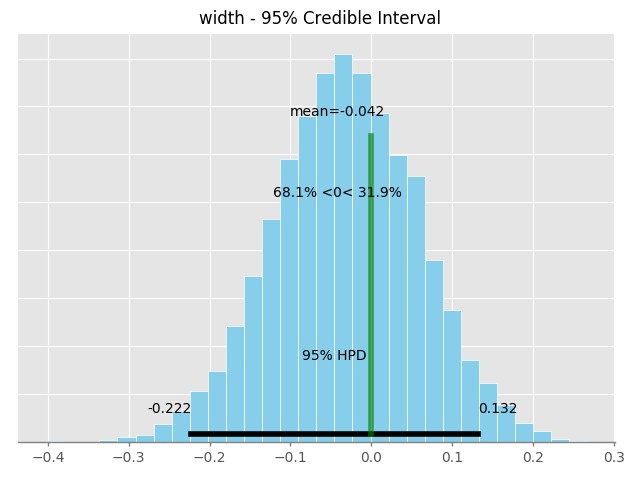 width - 95% Credible Interval
mean=-0.042
68.1% <0< 31.9%
95% HPD
-0.222 0.132
−0.4 −0.3 −0.2 −0.1 0.0 0.1 0.2 0.3